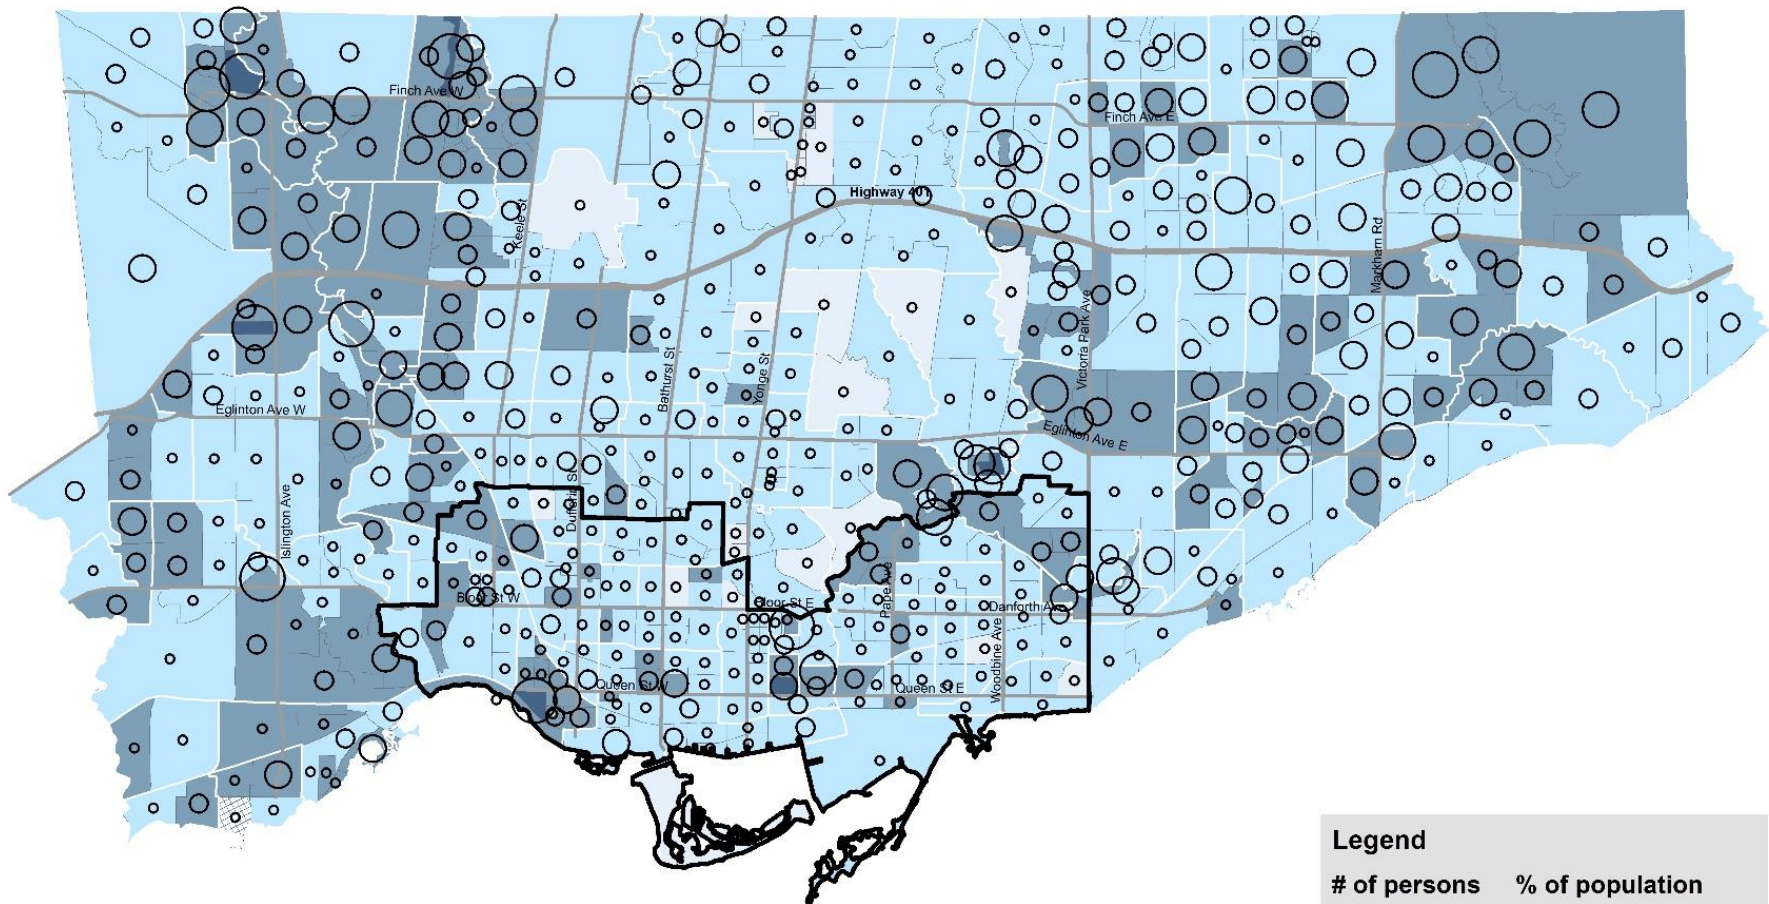 Finch Ave W
Finch Ave E
Highway 401
Keele St
Markham Rd
Victoria Park Ave
Bathurst St
Yonge St
Eglinton Ave W
Eglinton Ave E
Dufferin St
Islington Ave
Bloor St W
Bloor St E
Pape Ave
Danforth Ave
Woodbine Ave
Queen St W
Queen St E
Legend
# of persons % of population